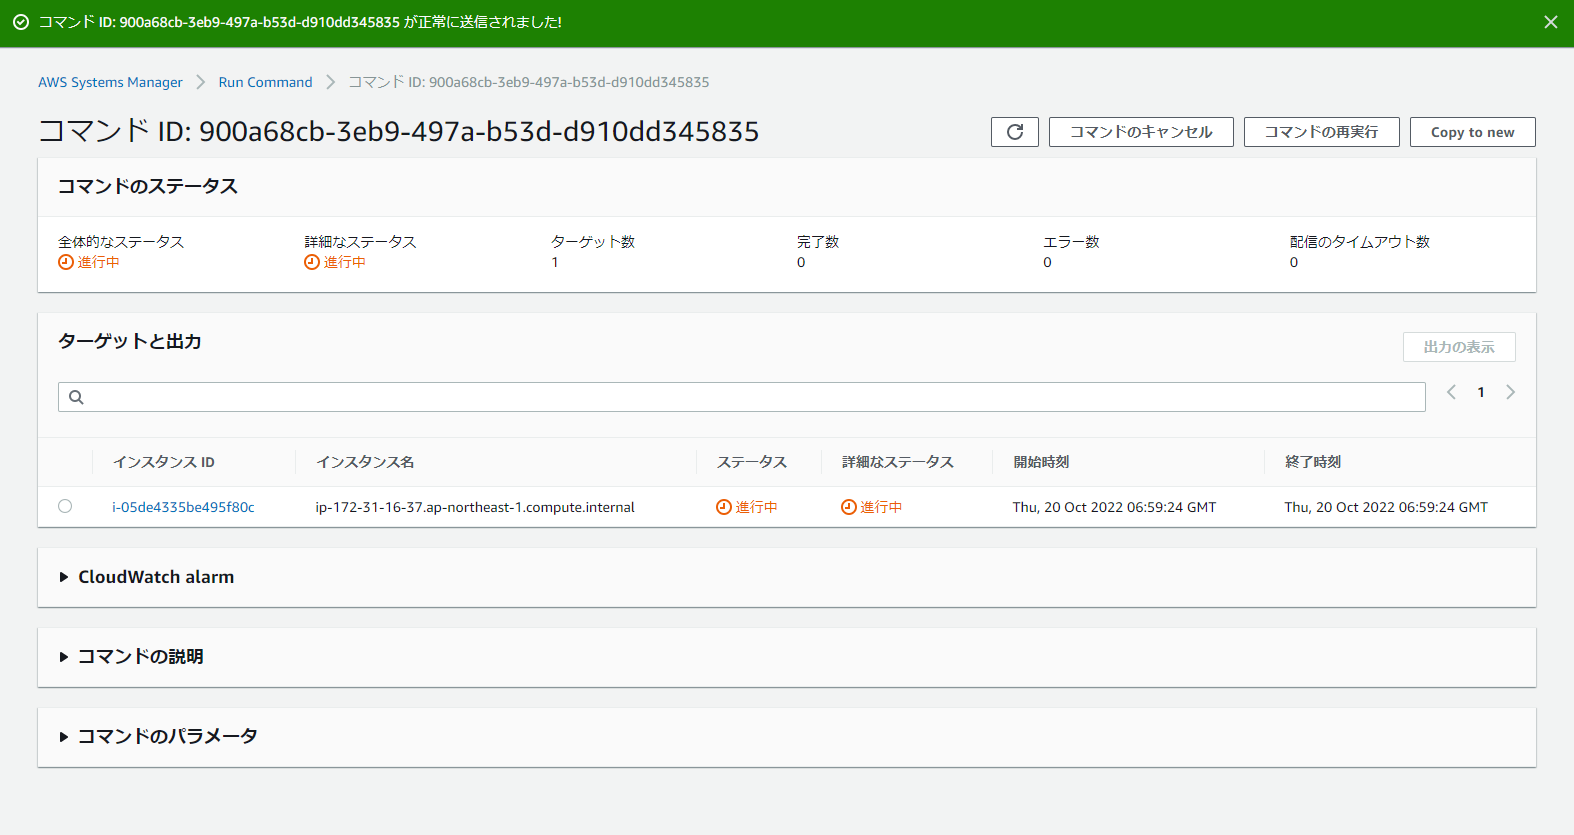 コマンド ID: 900a68cb-3eb9-497a-b53d-d910dd345835 が正常に送信されました!
AWS Systems Manager > Run Command > コマンド ID: 900a68cb-3eb9-497a-b53d-d910dd345835
コマンド ID: 900a68cb-3eb9-497a-b53d-d910dd345835 コマンドのキャンセル コマンドの再実行 Copy to new
コマンドのステータス
全体的なステータス 詳細なステータス ターゲット数 完了数 エラー数 配信のタイムアウト数
進行中 進行中 1 0 0 0
ターゲットと出力 出力の表示
1
インスタンス ID インスタンス名 ステータス 詳細なステータス 開始時刻 終了時刻
i-05de4335be495f80c ip-172-31-16-37.ap-northeast-1.compute.internal 進行中 進行中 Thu, 20 Oct 2022 06:59:24 GMT Thu, 20 Oct 2022 06:59:24 GMT
CloudWatch alarm
コマンドの説明
コマンドのパラメータ